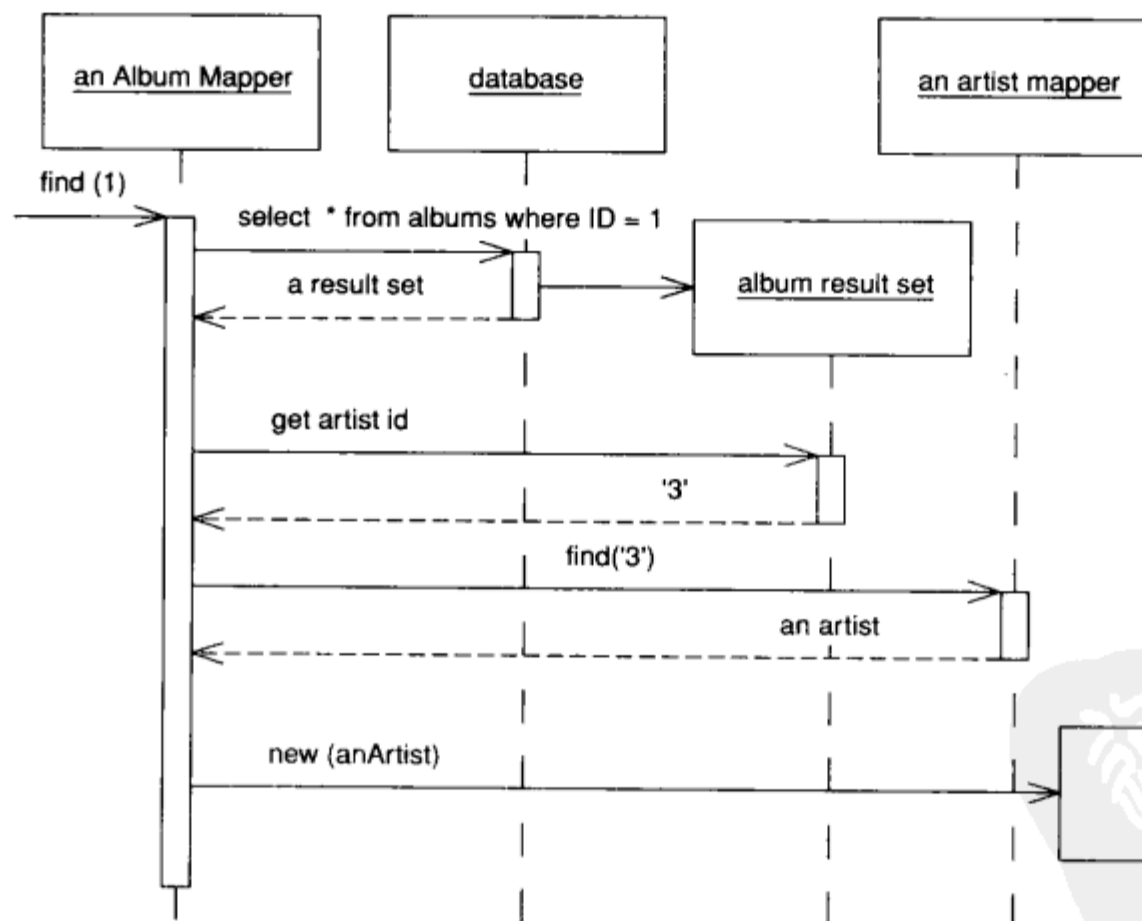 an Album Mapper
database
an artist mapper
find (1)
select * from albums where ID = 1
a result set
album result set
get artist id
'3'
find('3')
an artist
new (anArtist)